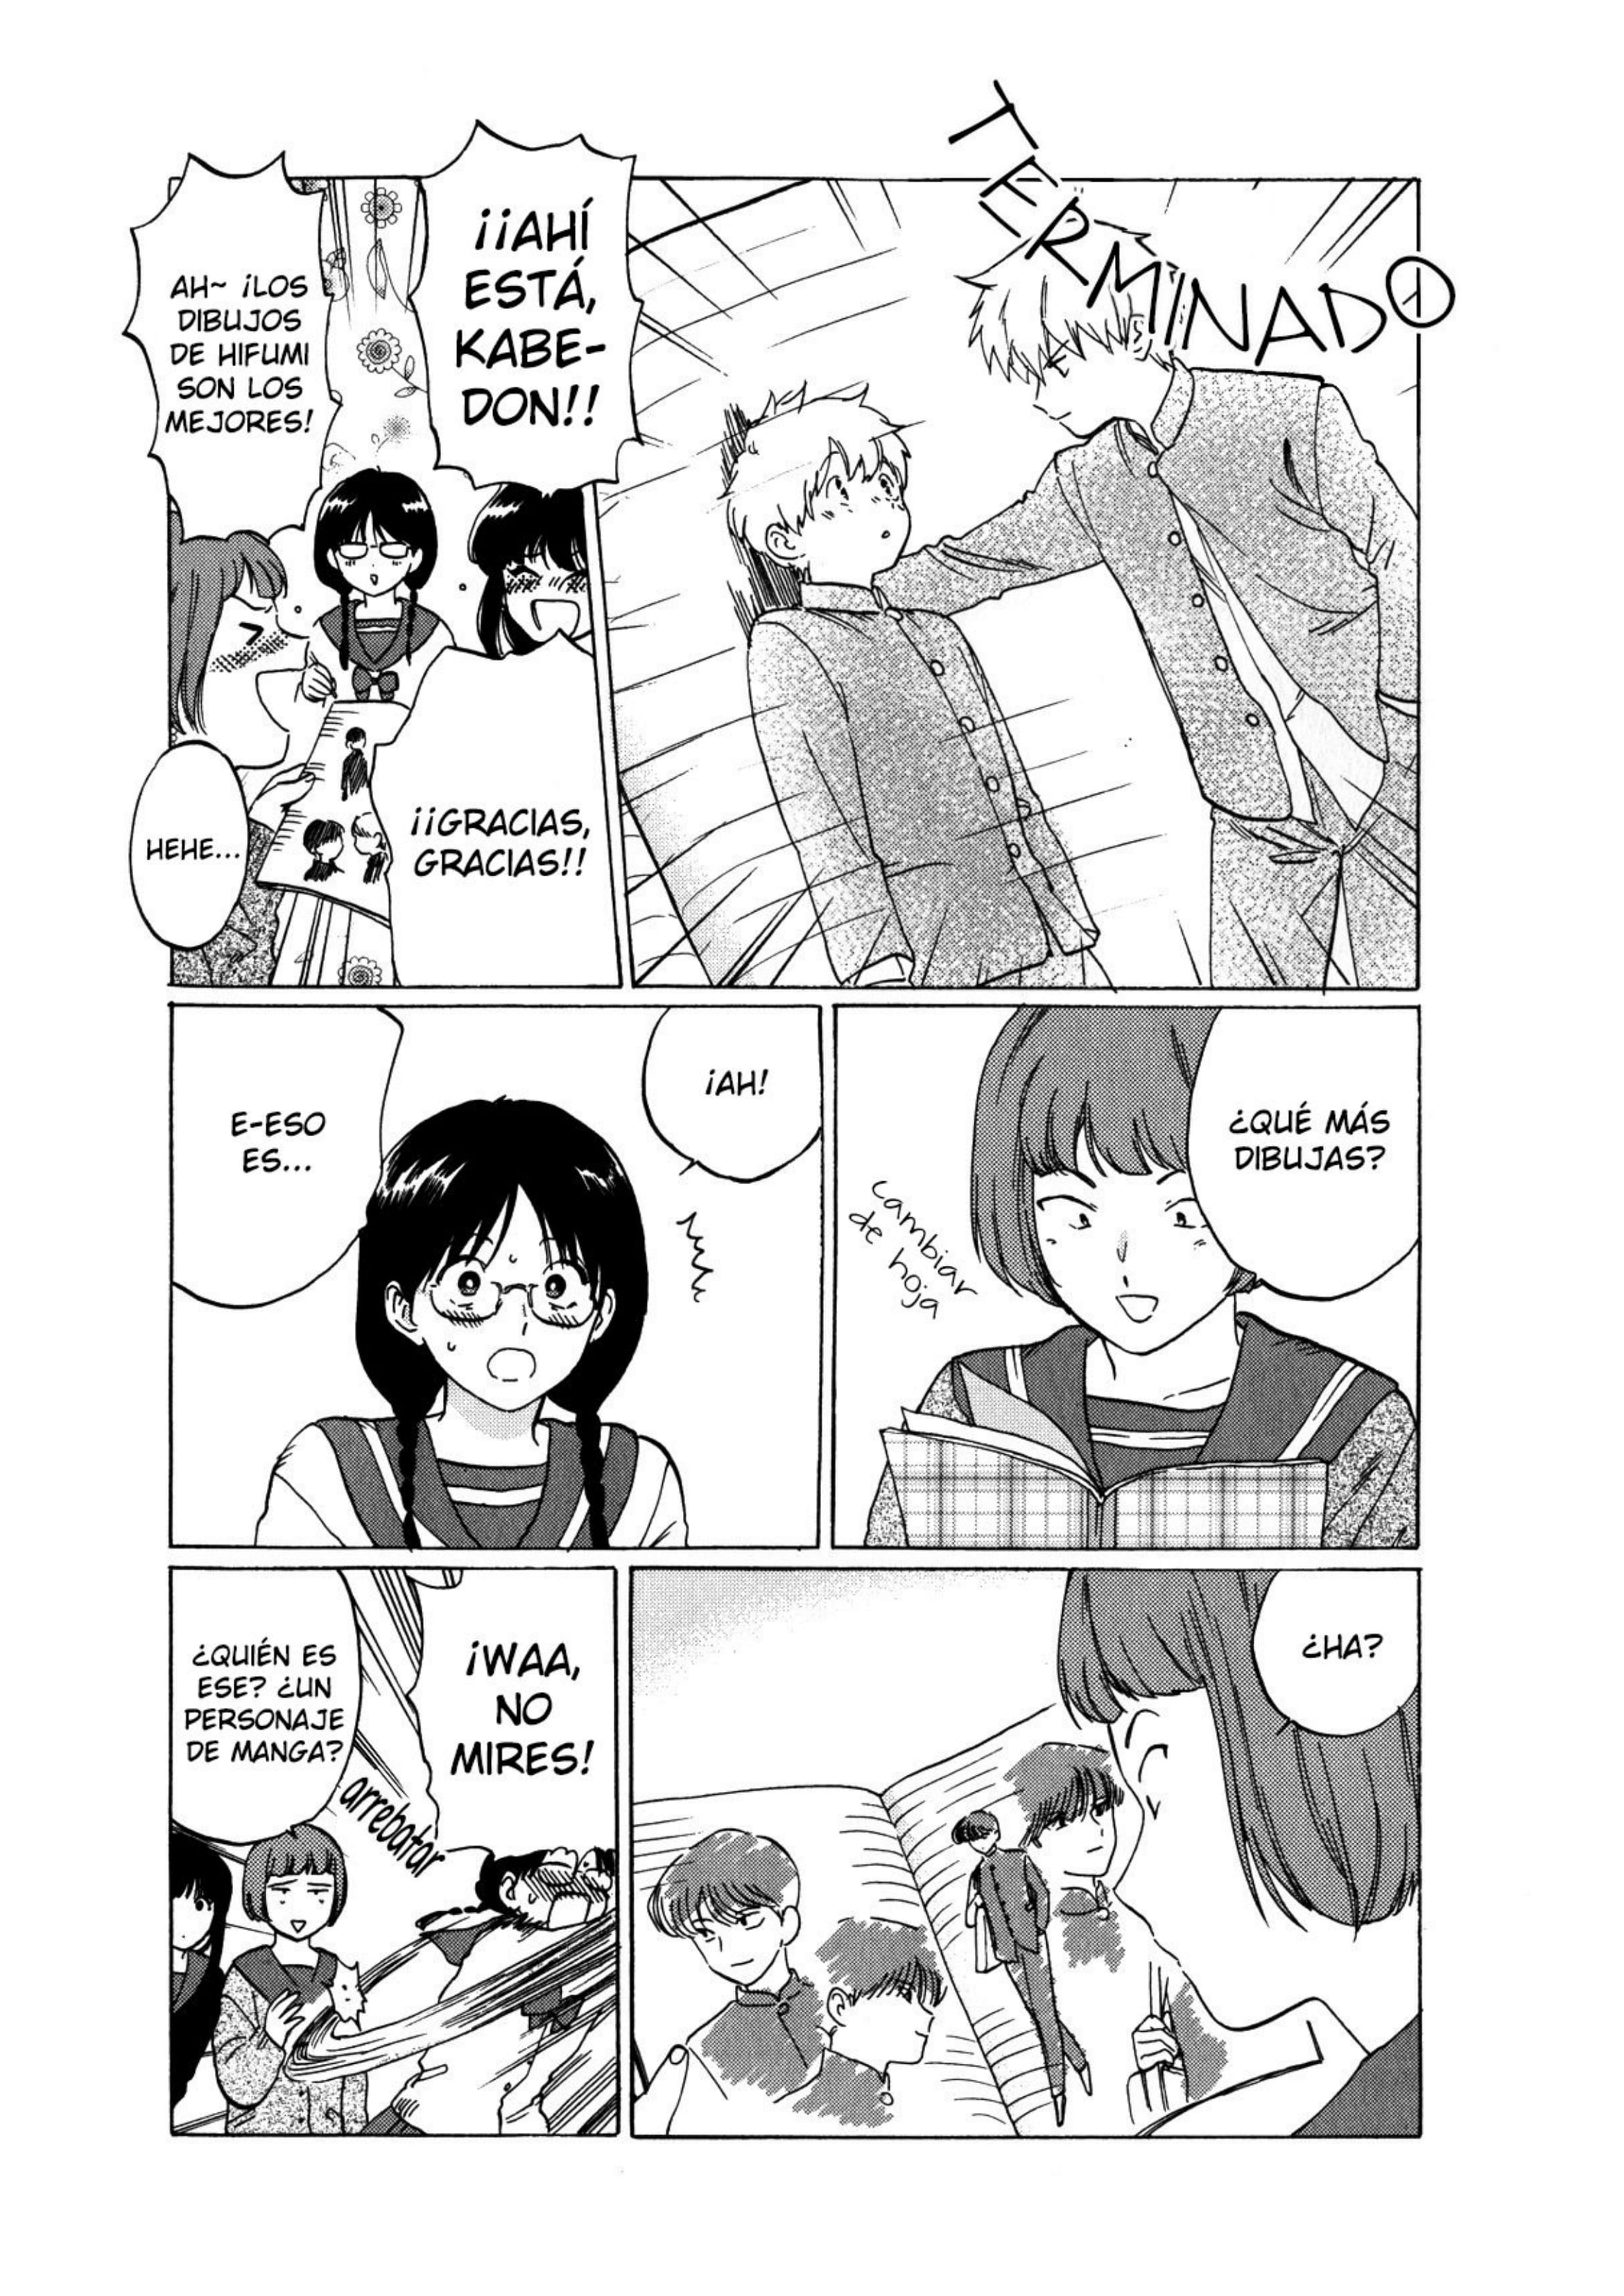 TERMINADO
¡¡AHÍ
ESTÁ,
KABE-
DON!!
AH~ ¡LOS
DIBUJOS
DE HIFUMI
SON LOS
MEJORES!
¡¡GRACIAS,
GRACIAS!!
HEHE...
¿QUÉ MÁS
DIBUJAS?
cambiar
de hoja
¡AH!
E-ESO
ES...
¿HA?
¡WAA,
NO
MIRES!
arrebatar
¿QUIÉN ES
ESE? ¿UN
PERSONAJE
DE MANGA?